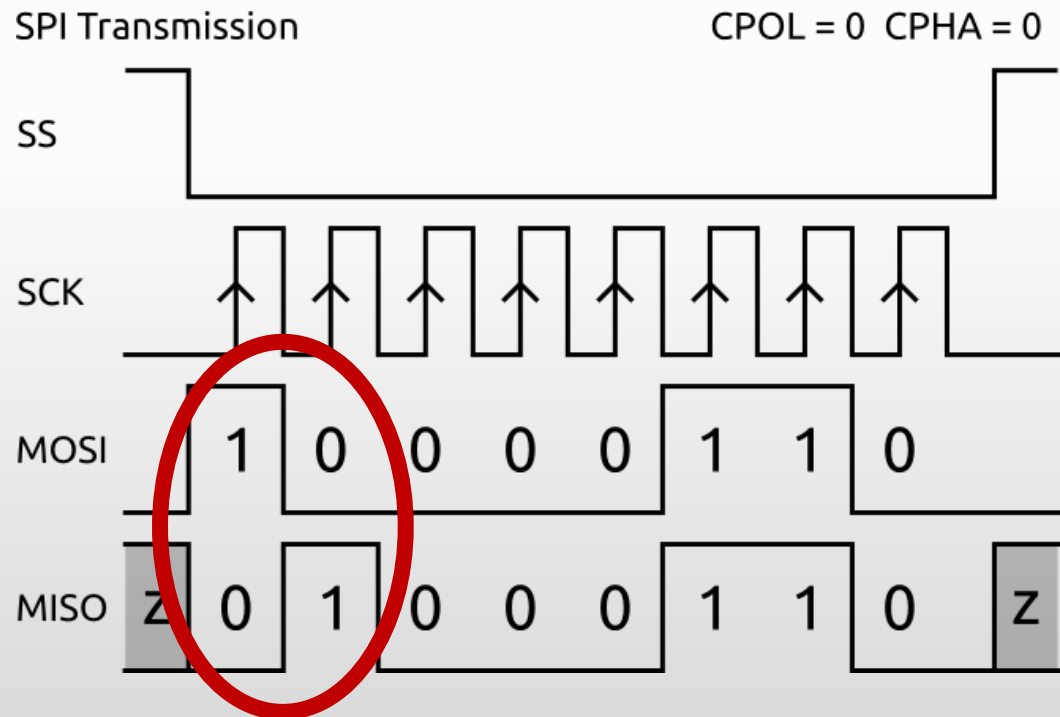 SPI Transmission CPOL = 0 CPHA = 0
SS
SCK
MOSI 1 0 0 0 0 1 1 0
MISO Z 0 1 0 0 0 1 1 0 Z